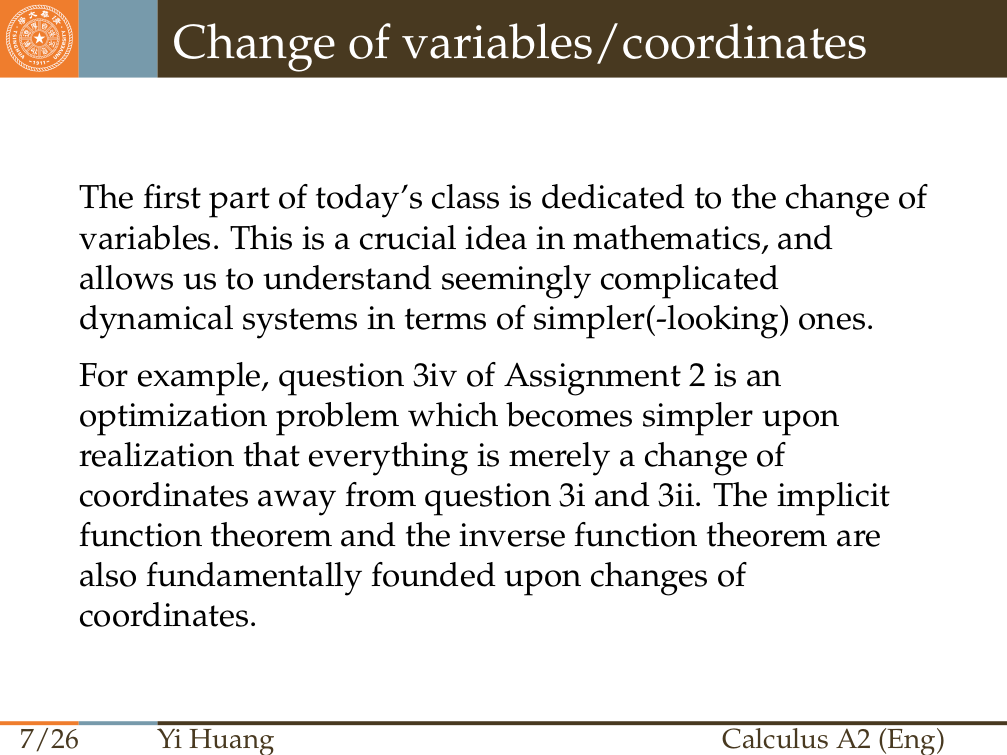 Change of variables/coordinates
The first part of today’s class is dedicated to the change of
variables. This is a crucial idea in mathematics, and
allows us to understand seemingly complicated
dynamical systems in terms of simpler(-looking) ones.
For example, question 3iv of Assignment 2 is an
optimization problem which becomes simpler upon
realization that everything is merely a change of
coordinates away from question 3i and 3ii. The implicit
function theorem and the inverse function theorem are
also fundamentally founded upon changes of
coordinates.
7/26 Yi Huang Calculus A2 (Eng)